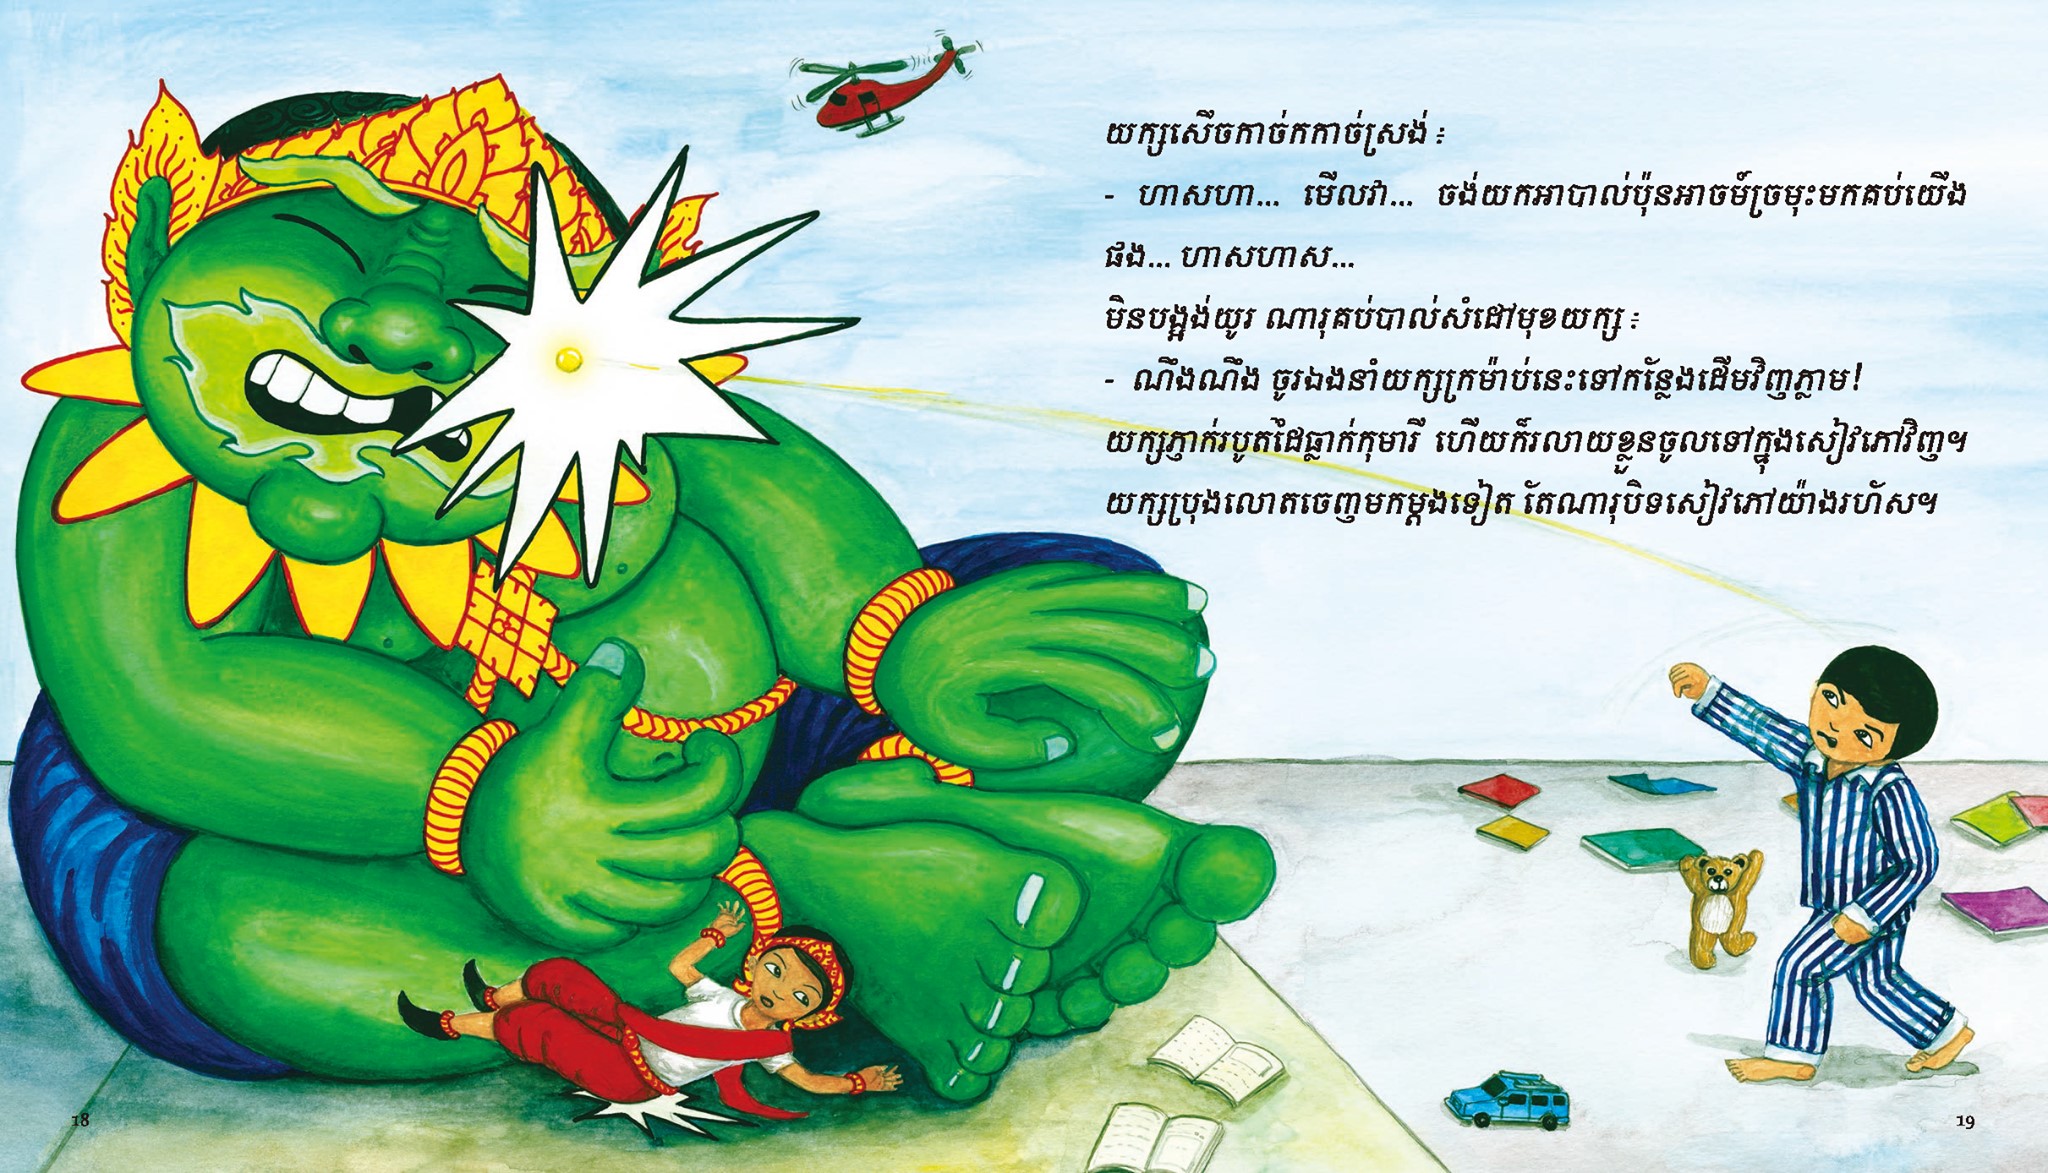 យក្សសើចកាច់កកាច់ស្រង់ ៖
- ហាសហា... មើលវា... ចង់យកអាបាល់ប៉ុនអាចម៍ច្រមុះមកគប់យើង
ផង... ហាសហាស...
មិនបង្អង់យូរ ណារុគប់បាល់សំដៅមុខយក្ស ៖
- ណឹងណឹង ចូរឯងនាំយក្សក្រម៉ាប់នេះទៅកន្លែងដើមវិញភ្លាម!
យក្សភ្ញាក់របូតដៃធ្លាក់កុមារី ហើយក៏រលាយខ្លួនចូលទៅក្នុងសៀវភៅវិញ។
យក្សប្រុងលោតចេញមកម្ដងទៀត តែណារុបិទសៀវភៅយ៉ាងរហ័ស។
18
19